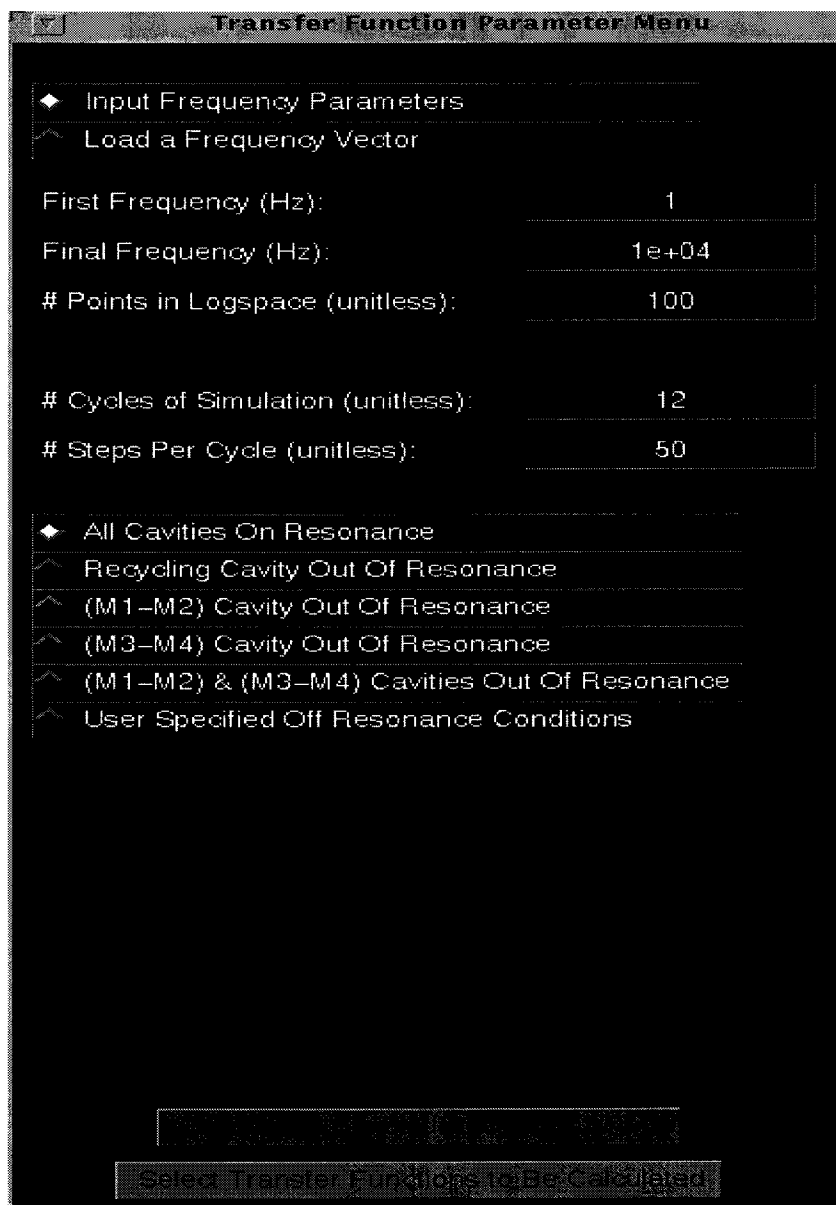 Transfer Function Parameter Menu
Input Frequency Parameters
Load a Frequency Vector
First Frequency (Hz): 1
Final Frequency (Hz): 1e+04
# Points in Logspace (unitless): 100
# Cycles of Simulation (unitless): 12
# Steps Per Cycle (unitless): 50
All Cavities On Resonance
Recycling Cavity Out Of Resonance
(M1-M2) Cavity Out Of Resonance
(M3-M4) Cavity Out Of Resonance
(M1-M2) & (M3-M4) Cavities Out Of Resonance
User Specified Off Resonance Conditions
Select Transfer Functions to Be Calculated